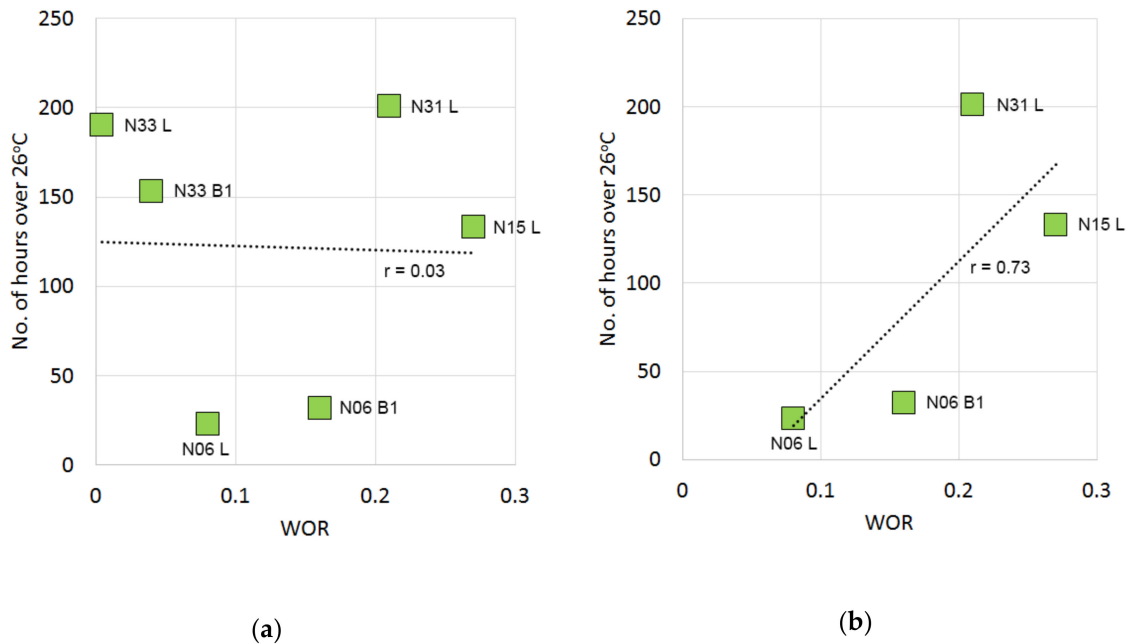 250
200
150
100
50
0
No. of hours over 26°C
N33 L
N33 B1
N31 L
N15 L
r = 0.03
N06 B1
N06 L
0 0.1 0.2 0.3
WOR
(a)
250
200
150
100
50
0
No. of hours over 26°C
N31 L
N15 L
r = 0.73
N06 B1
N06 L
0 0.1 0.2 0.3
WOR
(b)